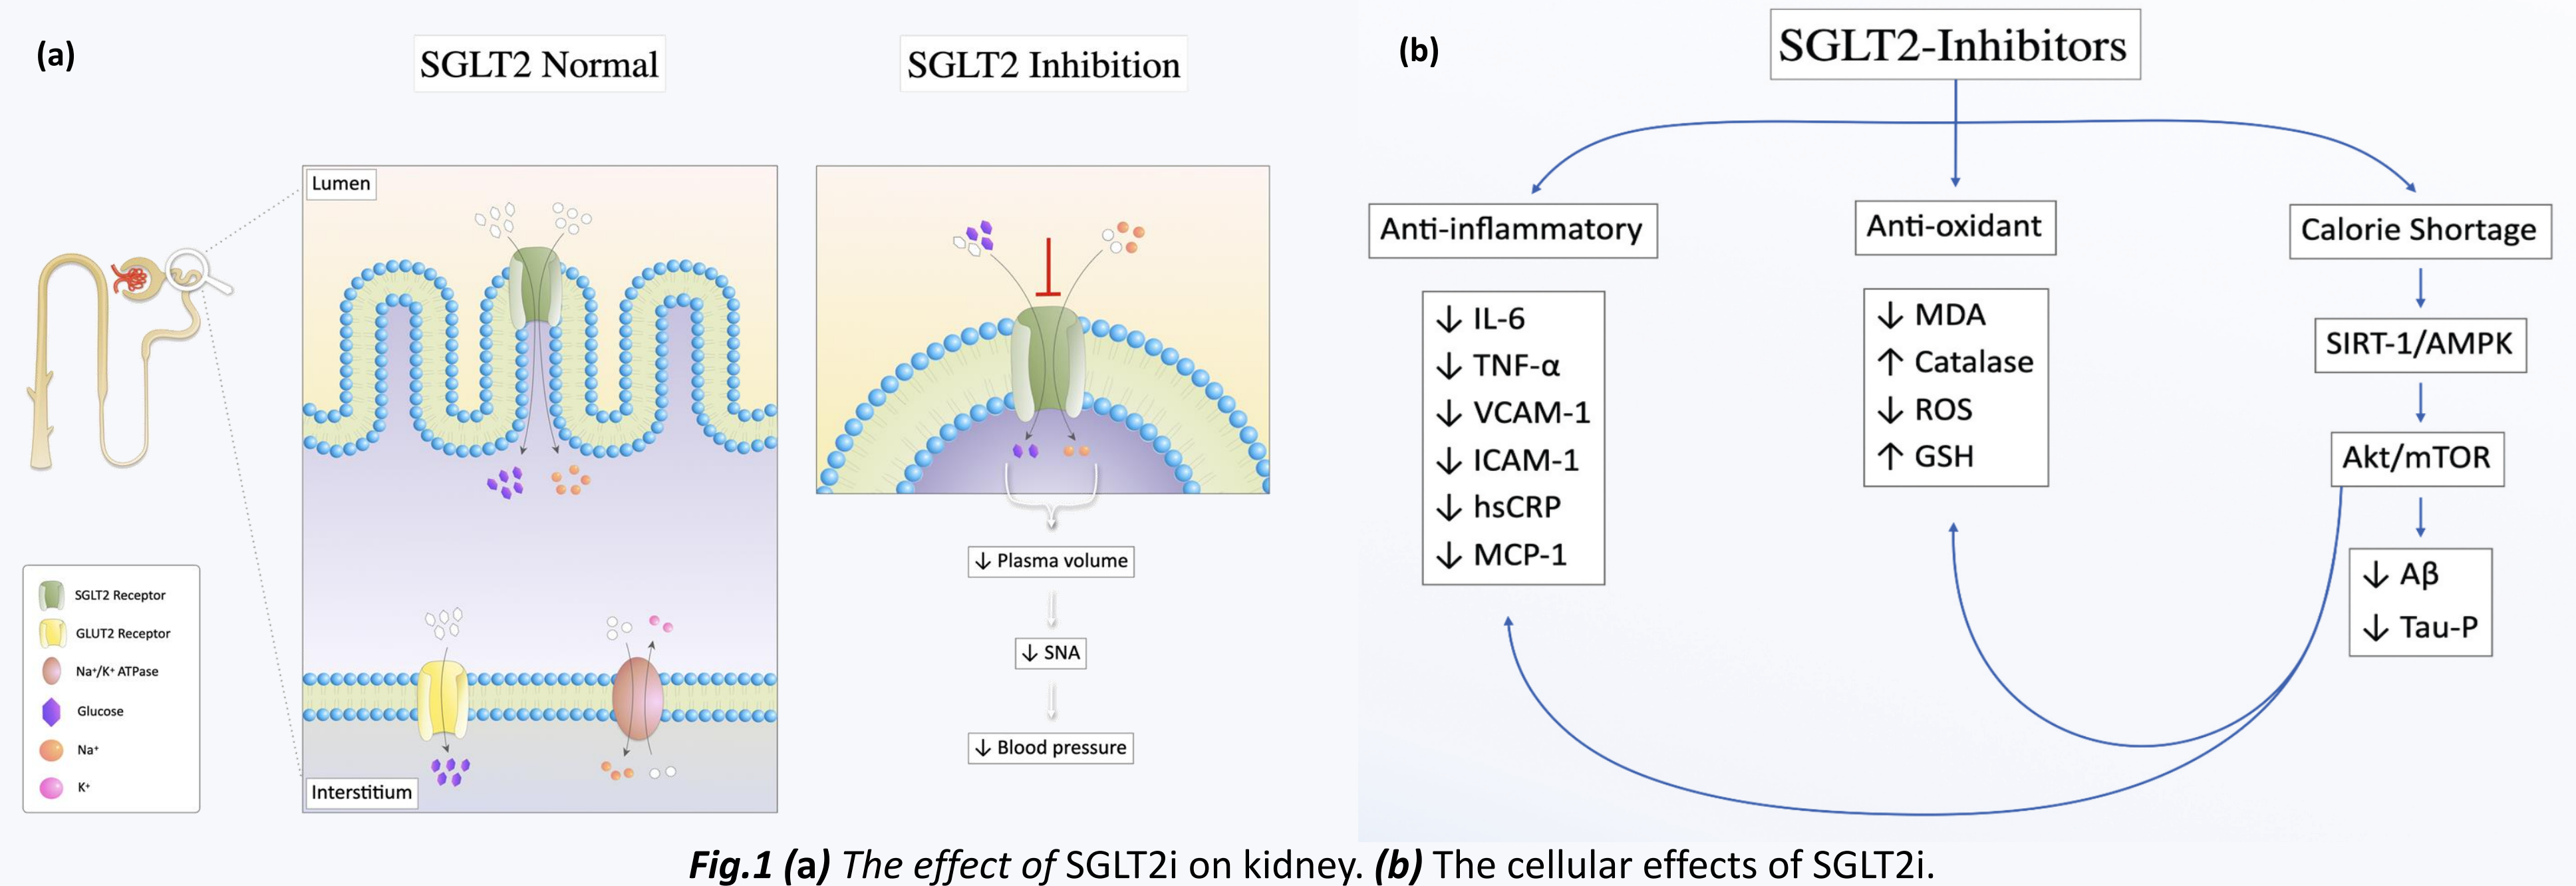 (a)
SGLT2 Normal
SGLT2 Inhibition
Lumen
SGLT2 Receptor
GLUT2 Receptor
Na⁺/K⁺ ATPase
Glucose
Na⁺
K⁺
Interstitium
↓ Plasma volume
↓ SNA
↓ Blood pressure
(b)
SGLT2-Inhibitors
Anti-inflammatory
↓ IL-6
↓ TNF-α
↓ VCAM-1
↓ ICAM-1
↓ hsCRP
↓ MCP-1
Anti-oxidant
↓ MDA
↑ Catalase
↓ ROS
↑ GSH
Calorie Shortage
SIRT-1/AMPK
Akt/mTOR
↓ Aβ
↓ Tau-P
Fig.1 (a) The effect of SGLT2i on kidney. (b) The cellular effects of SGLT2i.